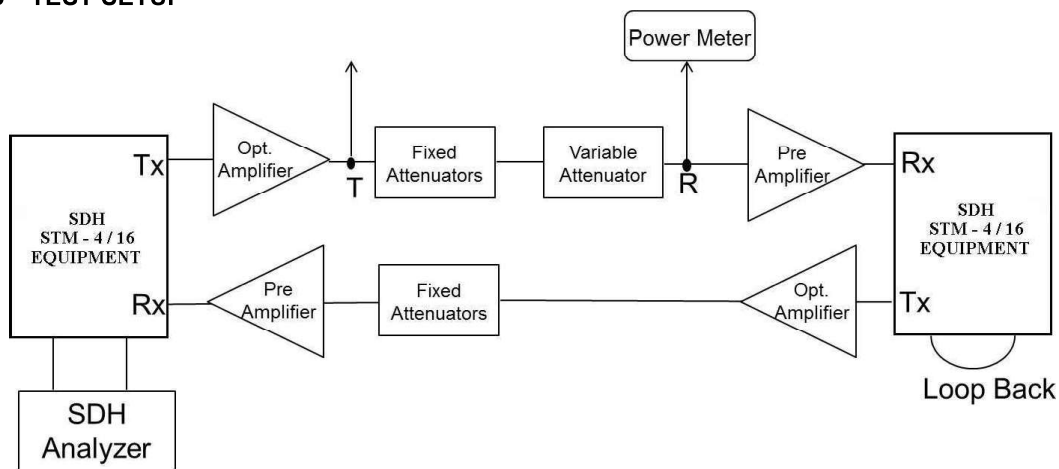 Power Meter
Tx
Opt.
Amplifier
T
Fixed
Attenuators
Variable
Attenuator
R
Pre
Amplifier
Rx
SDH
STM - 4 / 16
EQUIPMENT
SDH
STM - 4 / 16
EQUIPMENT
Rx
Pre
Amplifier
Fixed
Attenuators
Opt.
Amplifier
Tx
Loop Back
SDH
Analyzer